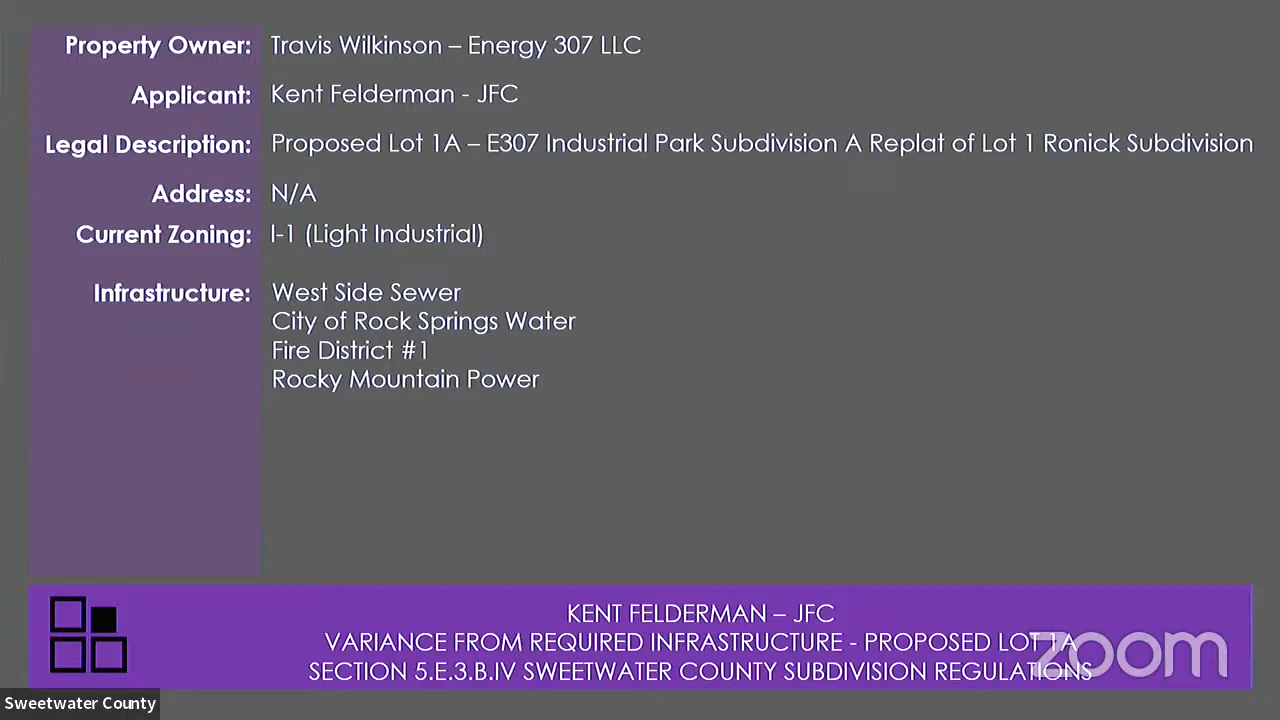 Property Owner: Travis Wilkinson – Energy 307 LLC
Applicant: Kent Felderman - JFC
Legal Description: Proposed Lot 1A – E307 Industrial Park Subdivision A Replat of Lot 1 Ronick Subdivision
Address: N/A
Current Zoning: I-1 (Light Industrial)
Infrastructure: West Side Sewer
City of Rock Springs Water
Fire District #1
Rocky Mountain Power
KENT FELDERMAN – JFC
VARIANCE FROM REQUIRED INFRASTRUCTURE - PROPOSED LOT 1A
SECTION 5.E.3.B.IV SWEETWATER COUNTY SUBDIVISION REGULATIONS
zoom
Sweetwater County